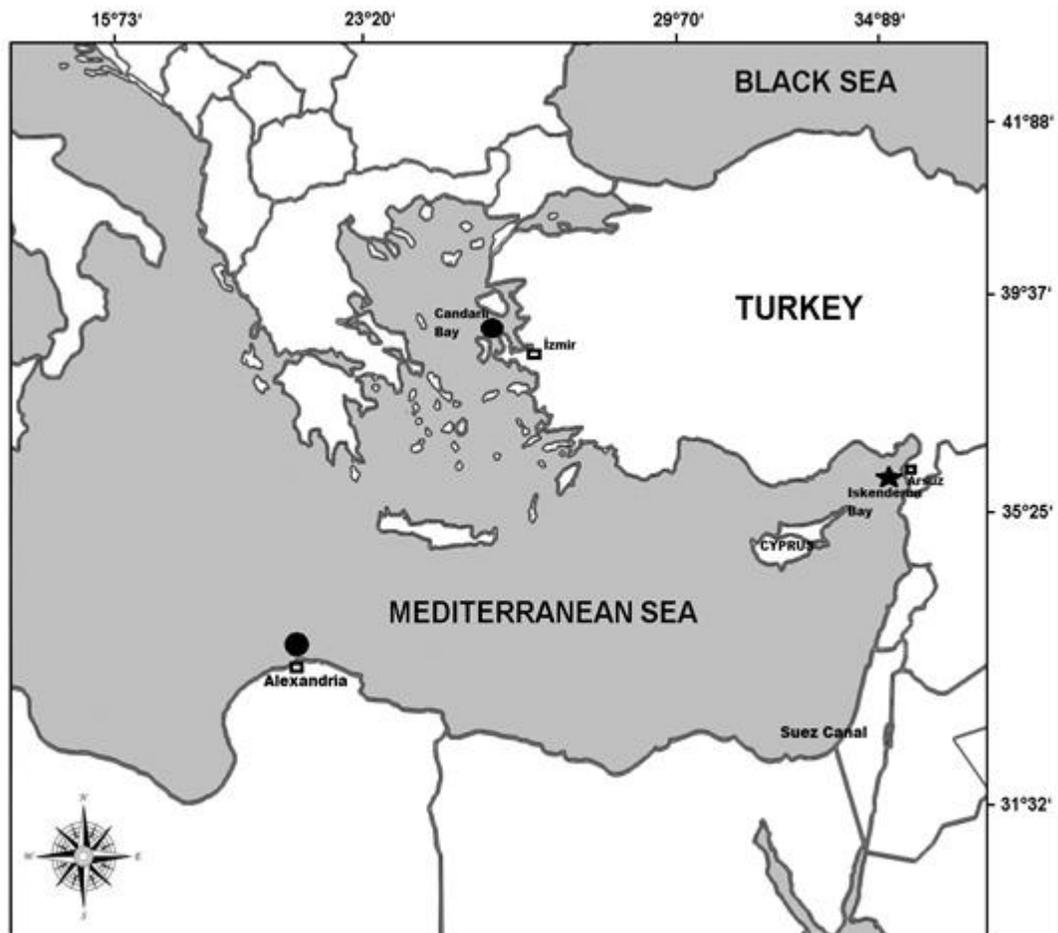 15°73' 23°20' 29°70' 34°89'
BLACK SEA
41°88'
39°37'
TURKEY
Candarlı
Bay
İzmir
Arsuz
Iskenderun
Bay
35°25'
CYPRUS
MEDITERRANEAN SEA
Alexandria
Suez Canal
31°32'
N
W E
S